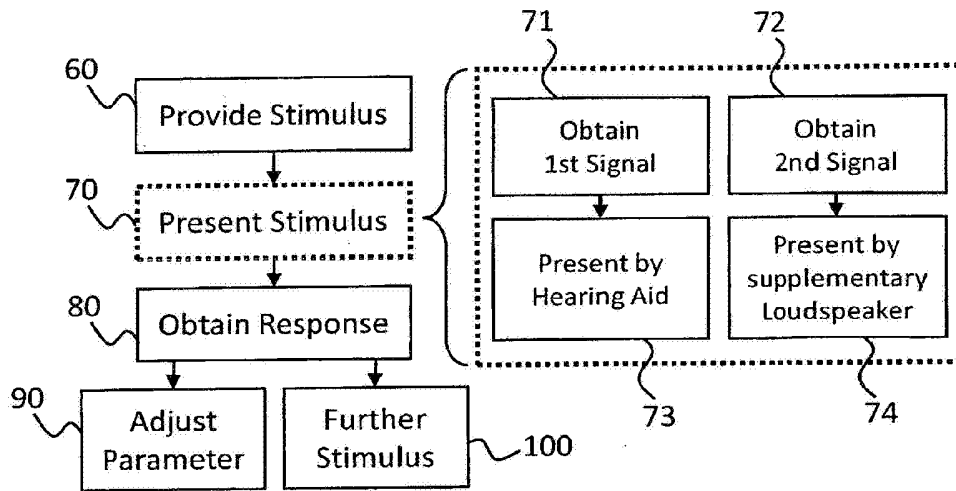 60
Provide Stimulus
70
Present Stimulus
80
Obtain Response
90
Adjust
Parameter
Further
Stimulus
100
71
Obtain
1st Signal
Present by
Hearing Aid
73
72
Obtain
2nd Signal
Present by
supplementary
Loudspeaker
74